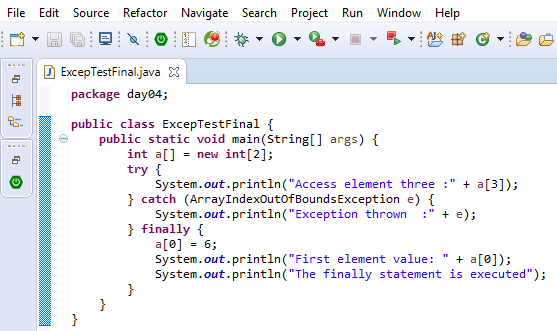 File Edit Source Refactor Navigate Search Project Run Window Help
ExcepTestFinal.java
package day04;
public class ExcepTestFinal {
public static void main(String[] args) {
int a[] = new int[2];
try {
System.out.println("Access element three :" + a[3]);
} catch (ArrayIndexOutOfBoundsException e) {
System.out.println("Exception thrown  :" + e);
} finally {
a[0] = 6;
System.out.println("First element value: " + a[0]);
System.out.println("The finally statement is executed");
}
}
}